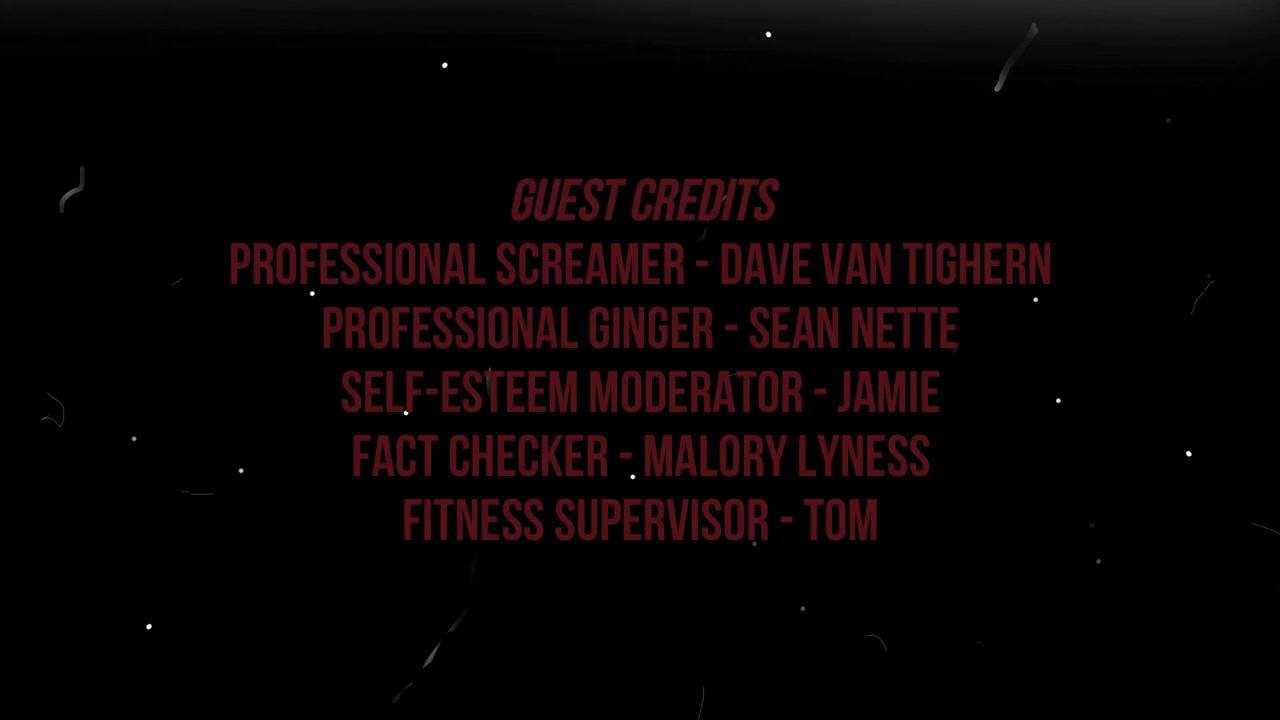 GUEST CREDITS
PROFESSIONAL SCREAMER - DAVE VAN TIGHERN
PROFESSIONAL GINGER - SEAN NETTE
SELF-ESTEEM MODERATOR - JAMIE
FACT CHECKER - MALORY LYNESS
FITNESS SUPERVISOR - TOM